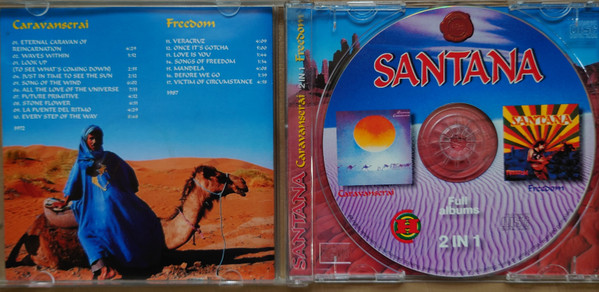 Caravanserai
01. ETERNAL CARAVAN OF
REINCARNATION 4:29
02. WAVES WITHIN
03. LOOK UP
(TO SEE WHAT'S COMING DOWN)
04. JUST IN TIME TO SEE THE SUN
05. SONG OF THE WIND
06. ALL THE LOVE OF THE UNIVERSE
07. FUTURE PRIMITIVE
08. STONE FLOWER
09. LA FUENTE DEL RITMO
10. EVERY STEP OF THE WAY
1972
Freedom
11. VERACRUZ
12. ONCE IT'S GOTCHA
13. LOVE IS YOU
14. SONGS OF FREEDOM
15. MANDELA
16. BEFORE WE GO
17. VICTIM OF CIRCUMSTANCE
1987
SANTANA Caravanserai 2 IN 1 Freedom
SANTANA
SANTANA
Caravanserai
Freedom
Full
albums
2 IN 1